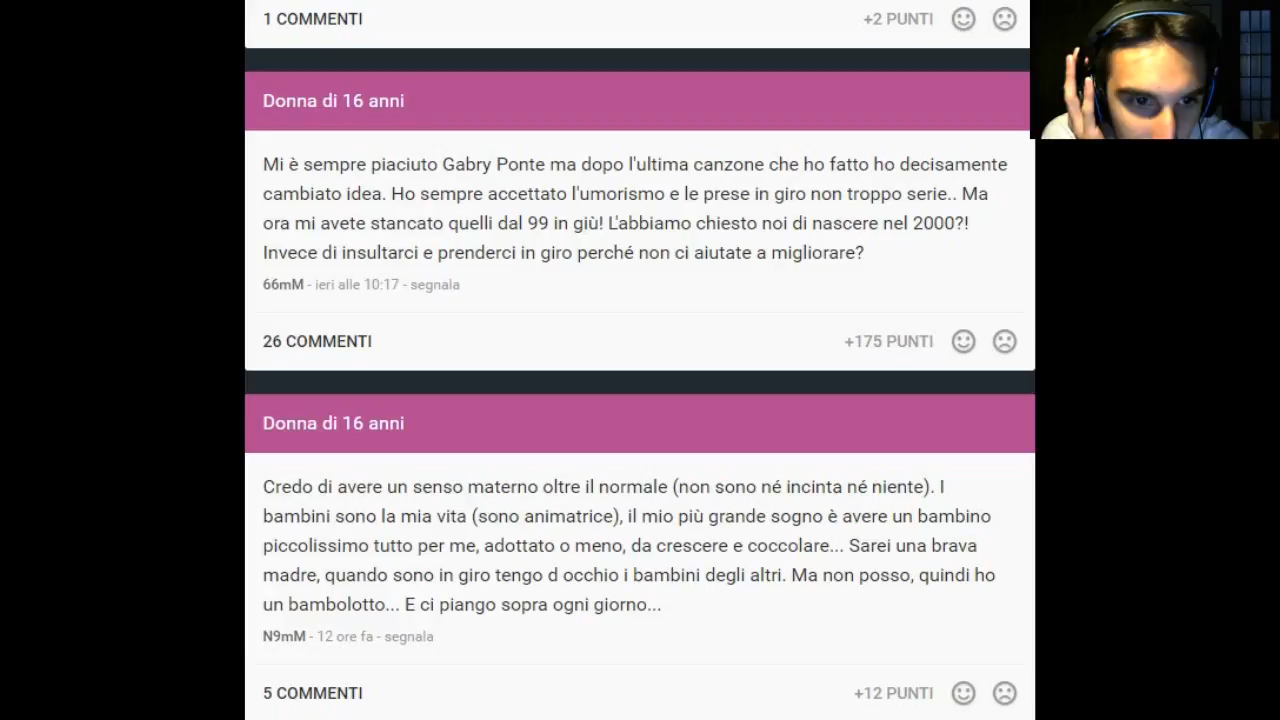 1 COMMENTI
+2 PUNTI
Donna di 16 anni
Mi è sempre piaciuto Gabry Ponte ma dopo l'ultima canzone che ho fatto ho decisamente
cambiato idea. Ho sempre accettato l'umorismo e le prese in giro non troppo serie.. Ma
ora mi avete stancato quelli dal 99 in giù! L'abbiamo chiesto noi di nascere nel 2000?!
Invece di insultarci e prenderci in giro perché non ci aiutate a migliorare?
66mM - ieri alle 10:17 - segnala
26 COMMENTI
+175 PUNTI
Donna di 16 anni
Credo di avere un senso materno oltre il normale (non sono né incinta né niente). I
bambini sono la mia vita (sono animatrice), il mio più grande sogno è avere un bambino
piccolissimo tutto per me, adottato o meno, da crescere e coccolare... Sarei una brava
madre, quando sono in giro tengo d occhio i bambini degli altri. Ma non posso, quindi ho
un bambolotto... E ci piango sopra ogni giorno...
N9mM - 12 ore fa - segnala
5 COMMENTI
+12 PUNTI